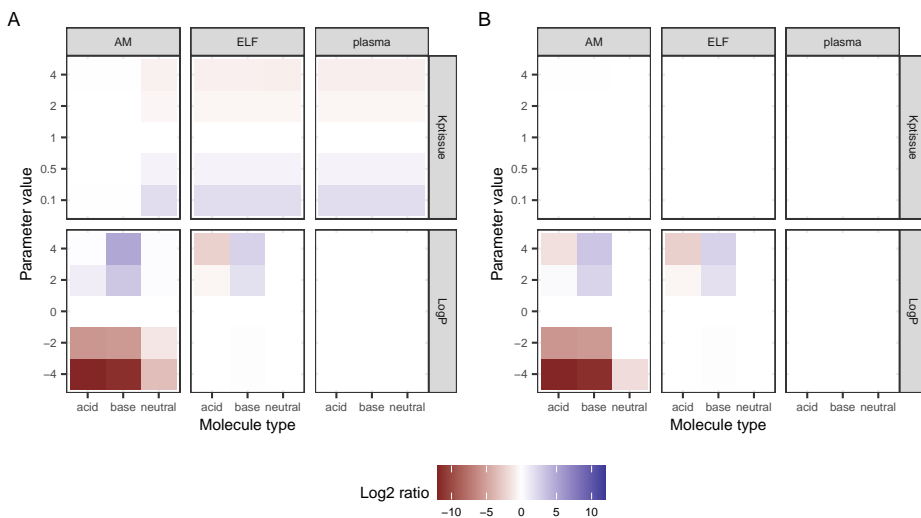 A
B
AM ELF plasma
AM ELF plasma
4
2
1
0.5
0.1
Kptissue
Kptissue
4
2
1
0.5
0.1
Parameter value
Parameter value
4
2
0
−2
−4
LogP
LogP
4
2
0
−2
−4
acid base neutral acid base neutral acid base neutral
acid base neutral acid base neutral acid base neutral
Molecule type
Molecule type
Log2 ratio
−10 −5 0 5 10